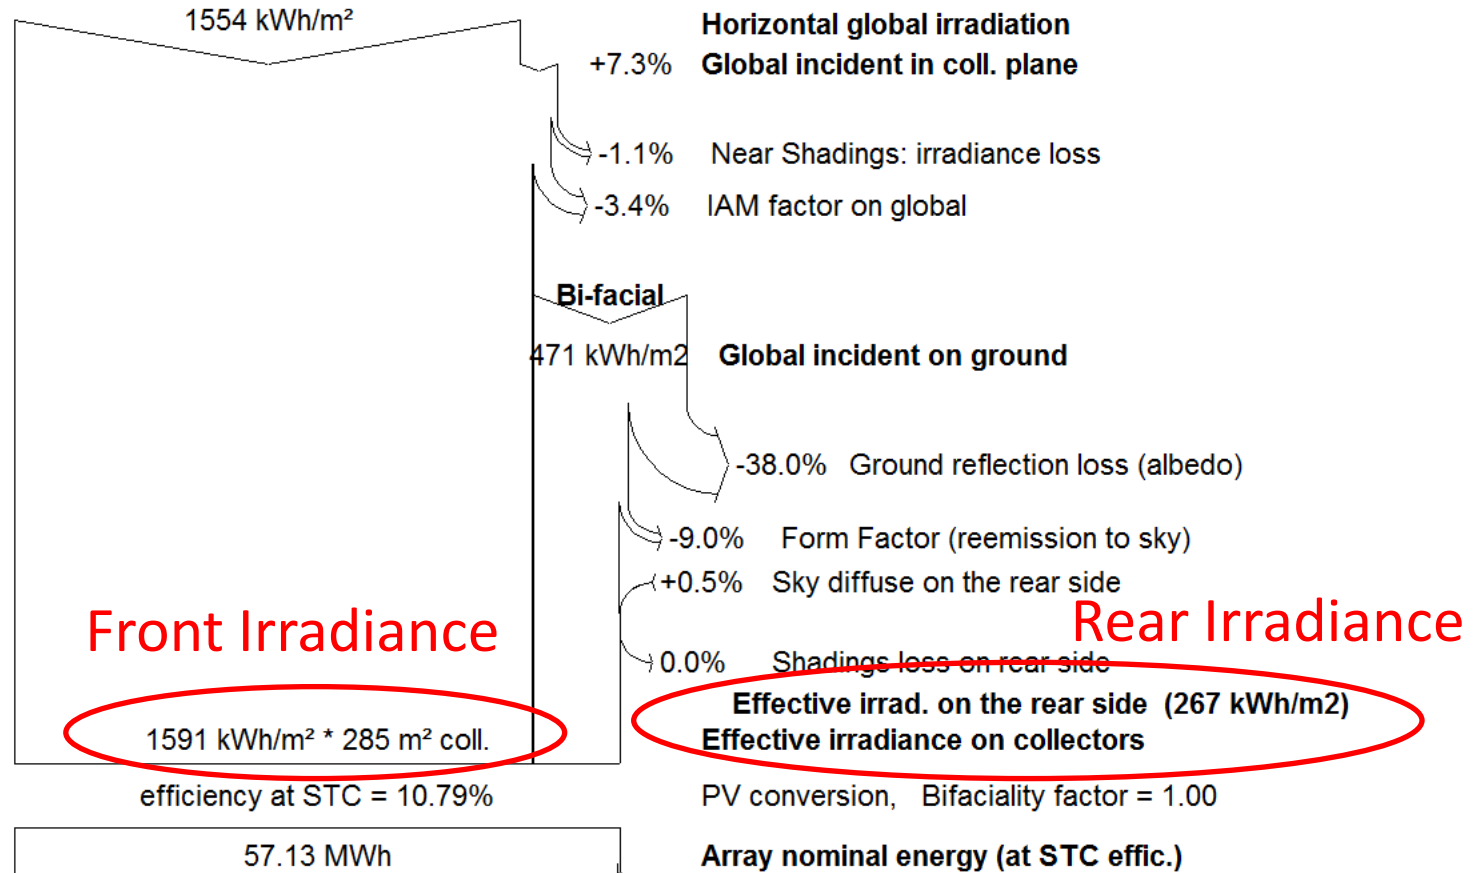 1554 kWh/m² Horizontal global irradiation
+7.3% Global incident in coll. plane
-1.1% Near Shadings: irradiance loss
-3.4% IAM factor on global
Bi-facial
471 kWh/m2 Global incident on ground
-38.0% Ground reflection loss (albedo)
-9.0% Form Factor (reemission to sky)
+0.5% Sky diffuse on the rear side
Front Irradiance
Rear Irradiance
0.0% Shadings loss on rear side
Effective irrad. on the rear side (267 kWh/m2)
1591 kWh/m² * 285 m² coll. Effective irradiance on collectors
efficiency at STC = 10.79% PV conversion, Bifaciality factor = 1.00
57.13 MWh Array nominal energy (at STC effic.)